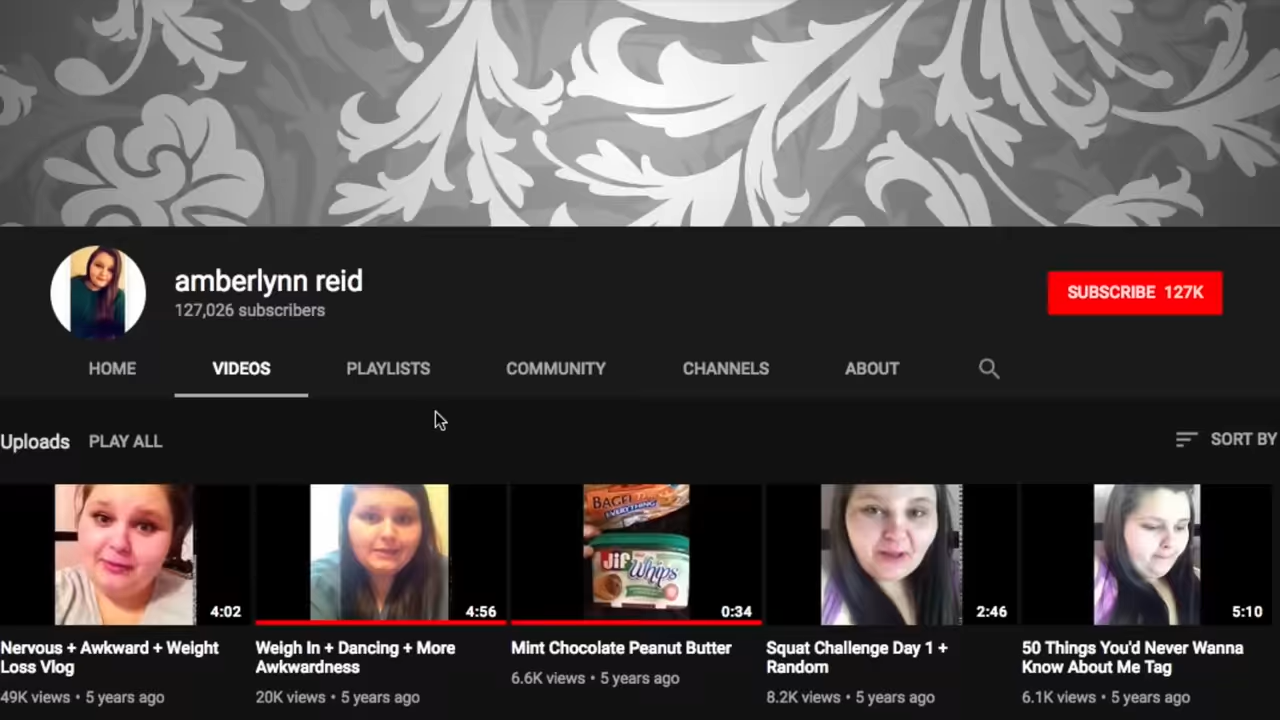 amberlynn reid
127,026 subscribers
SUBSCRIBE 127K
HOME VIDEOS PLAYLISTS COMMUNITY CHANNELS ABOUT
Uploads PLAY ALL SORT BY
BAGEL
EVERYTHING
Jif Whips
4:02 4:56 0:34 2:46 5:10
Nervous + Awkward + Weight
Loss Vlog
49K views • 5 years ago
Weigh In + Dancing + More
Awkwardness
20K views • 5 years ago
Mint Chocolate Peanut Butter
6.6K views • 5 years ago
Squat Challenge Day 1 +
Random
8.2K views • 5 years ago
50 Things You'd Never Wanna
Know About Me Tag
6.1K views • 5 years ago